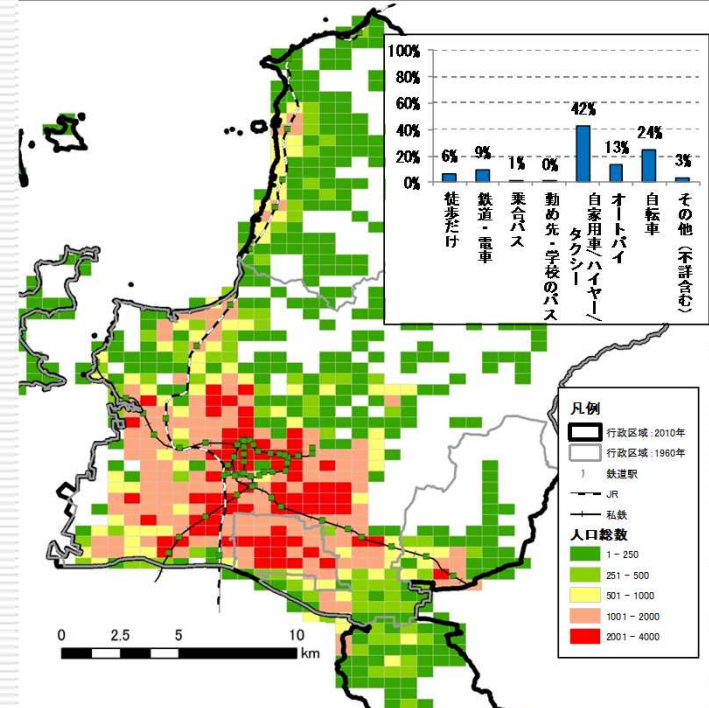 100%
80%
60%
40%
20%
0%
6%
9%
1%
0%
42%
13%
24%
3%
徒歩だけ
鉄道・電車
乗合バス
勤め先・学校のバス
自家用車/ハイヤー/
タクシー
オートバイ
自転車
その他（不詳含む）
凡例
行政区域:2010年
行政区域:1960年
鉄道駅
JR
私鉄
人口総数
1 - 250
251 - 500
501 - 1000
1001 - 2000
2001 - 4000
0 2.5 5 10
km